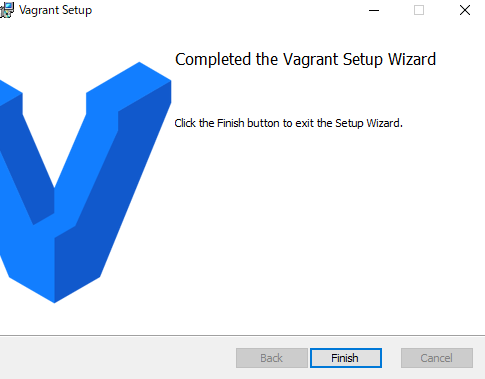 Vagrant Setup
Completed the Vagrant Setup Wizard
Click the Finish button to exit the Setup Wizard.
Back
Finish
Cancel